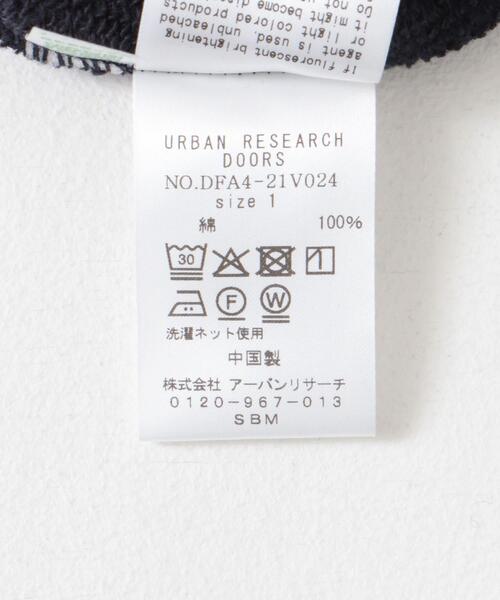 If fluorescent brightening
agent is used, unbleached
or light colored products
it might become disc
Do not u
URBAN RESEARCH
DOORS
NO.DFA4-21V024
size 1
綿 100%
30
F W
洗濯ネット使用
中国製
株式会社 アーバンリサーチ
0120-967-013
SBM